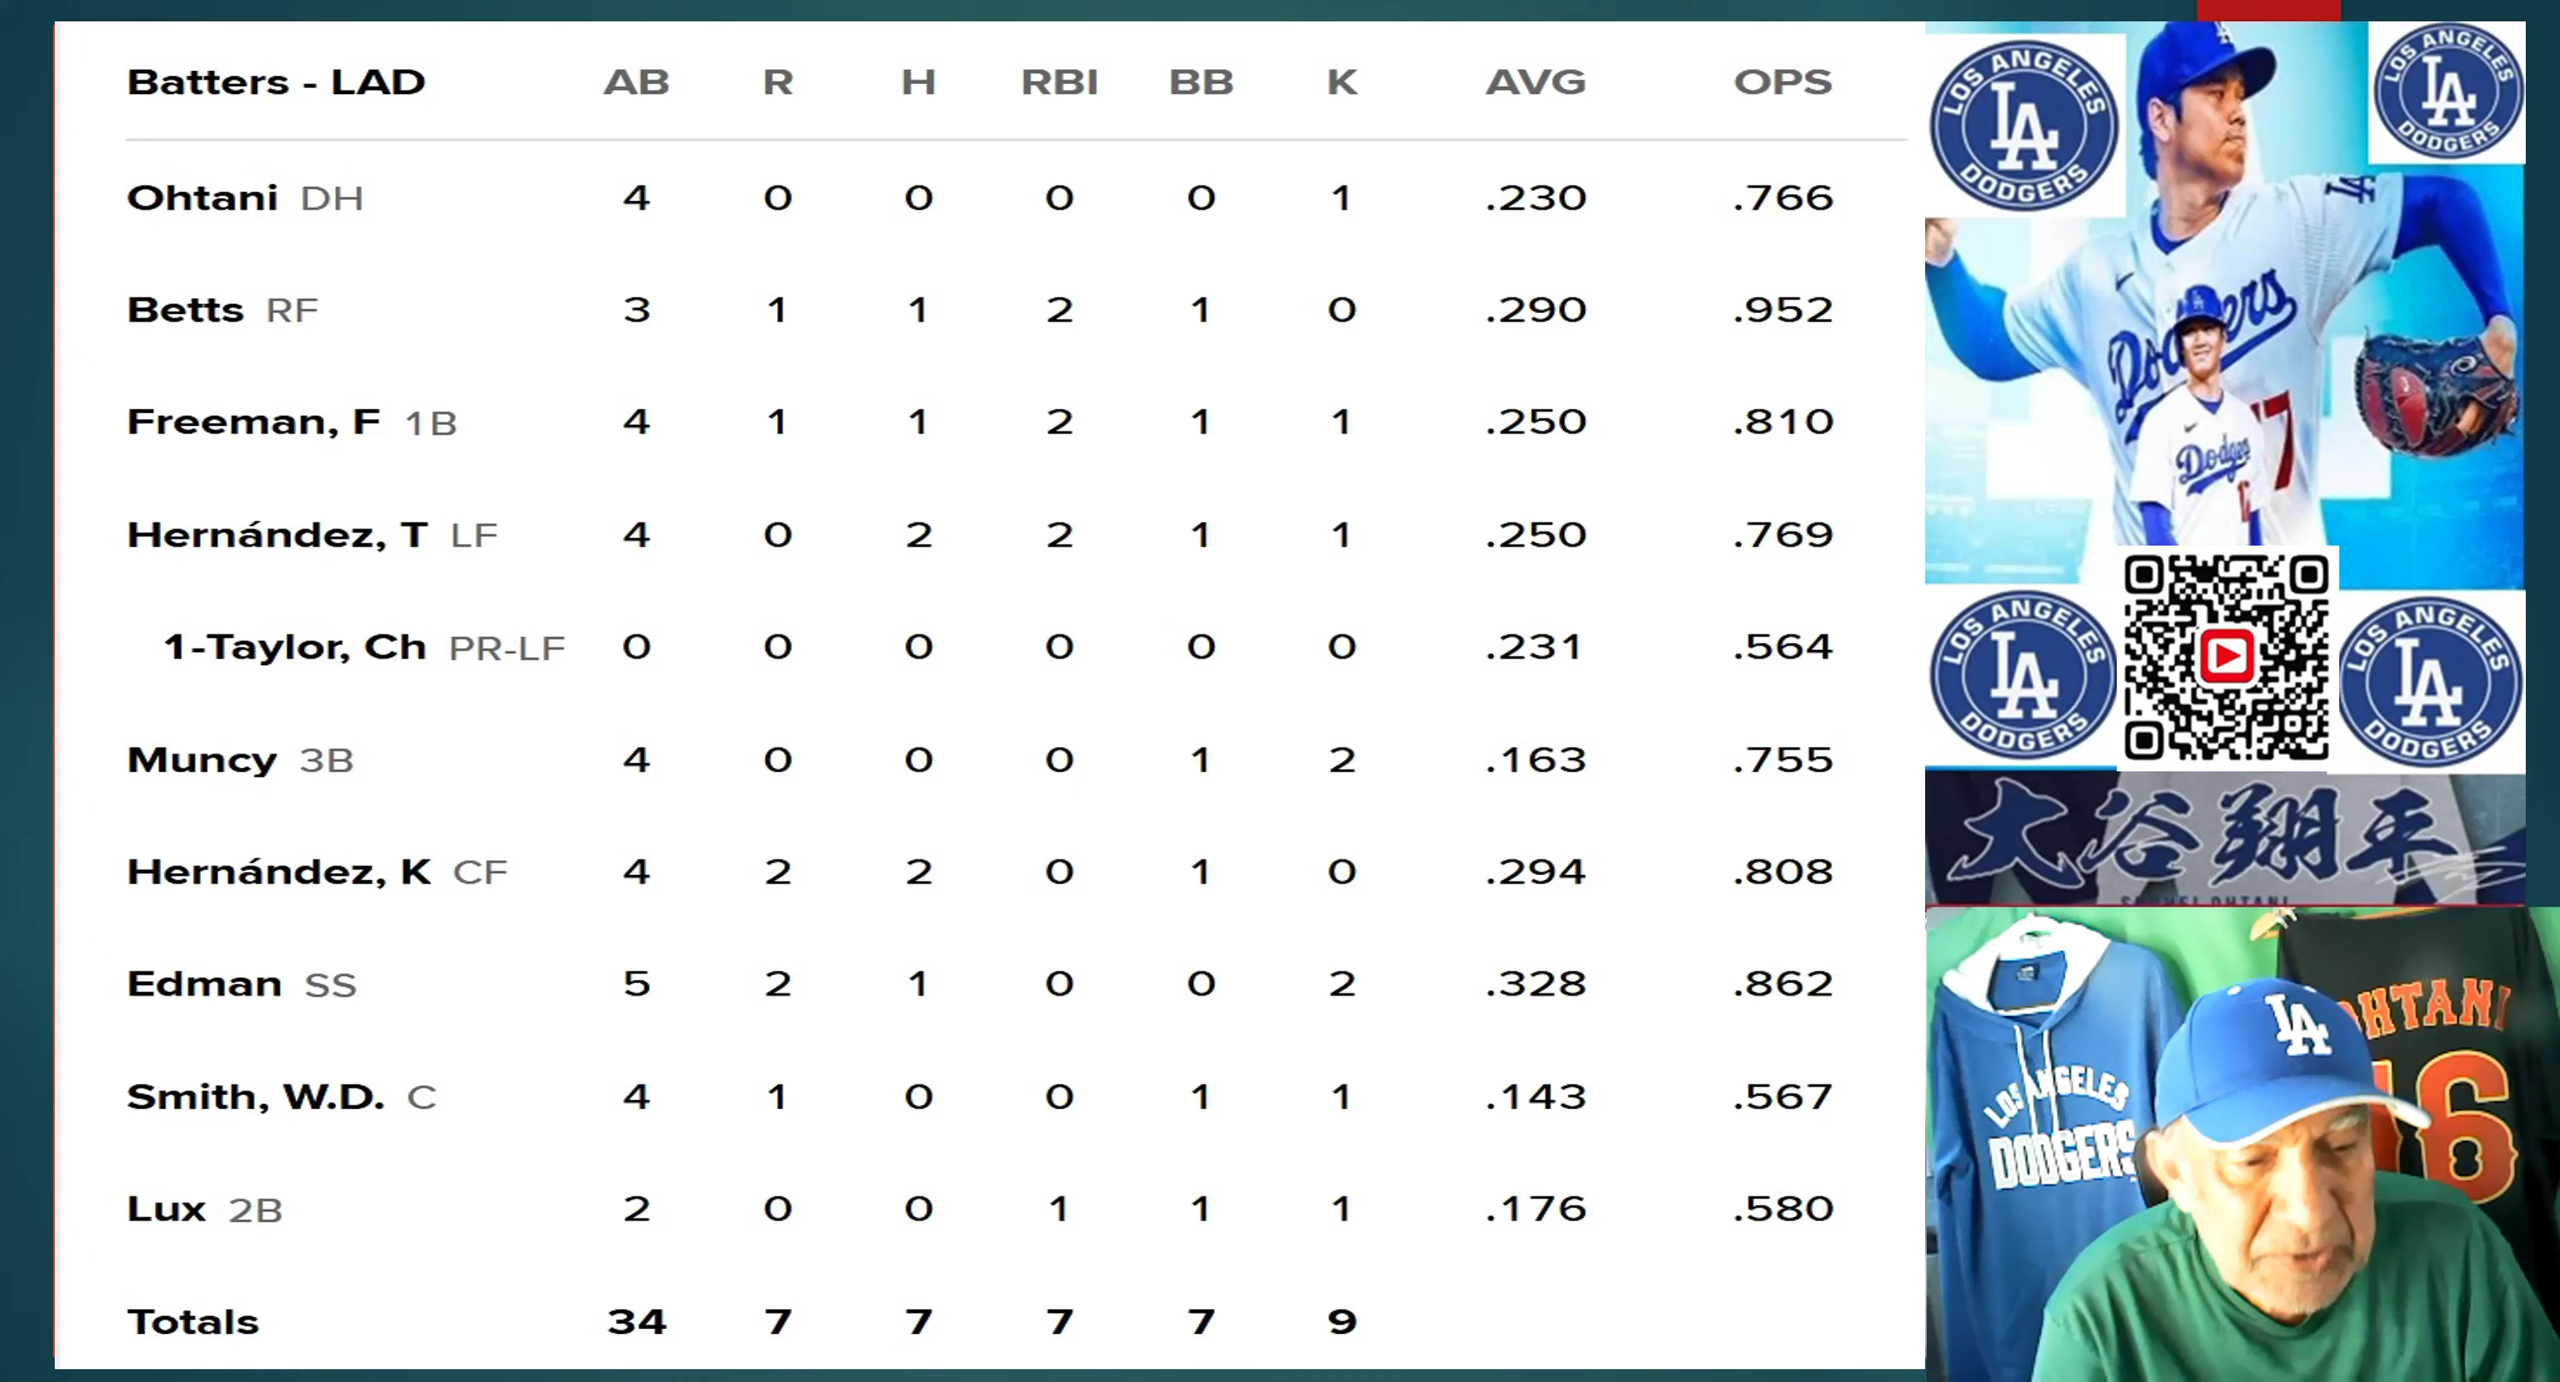 Batters - LAD AB R H RBI BB K AVG OPS
Ohtani DH 4 0 0 0 0 1 .230 .766
Betts RF 3 1 1 2 1 0 .290 .952
Freeman, F 1B 4 1 1 2 1 1 .250 .810
Hernández, T LF 4 0 2 2 1 1 .250 .769
1-Taylor, Ch PR-LF 0 0 0 0 0 0 .231 .564
Muncy 3B 4 0 0 0 1 2 .163 .755
Hernández, K CF 4 2 2 0 1 0 .294 .808
Edman SS 5 2 1 0 0 2 .328 .862
Smith, W.D. C 4 1 0 0 1 1 .143 .567
Lux 2B 2 0 0 1 1 1 .176 .580
Totals 34 7 7 7 7 9
LOS ANGELES
LA
DODGERS
LOS ANGELES
LA
DODGERS
LA
LA
Dodgers
17
LA
Dodgers
LOS ANGELES
LA
DODGERS
LOS ANGELES
LA
DODGERS
大谷翔平
LOS ANGELES
DODGERS
LA
OHTANI
16